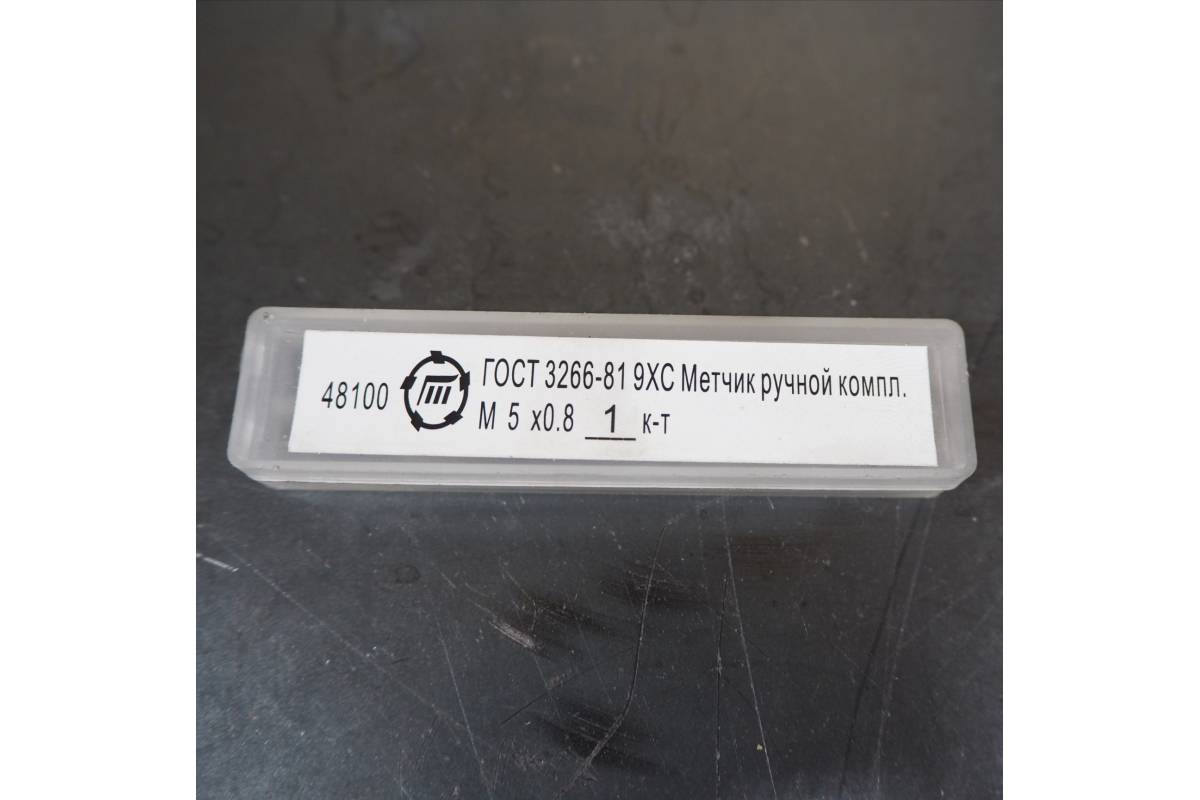 48100
ГОСТ 3266-81 9ХС Метчик ручной компл.
М 5 х0.8 1 к-т